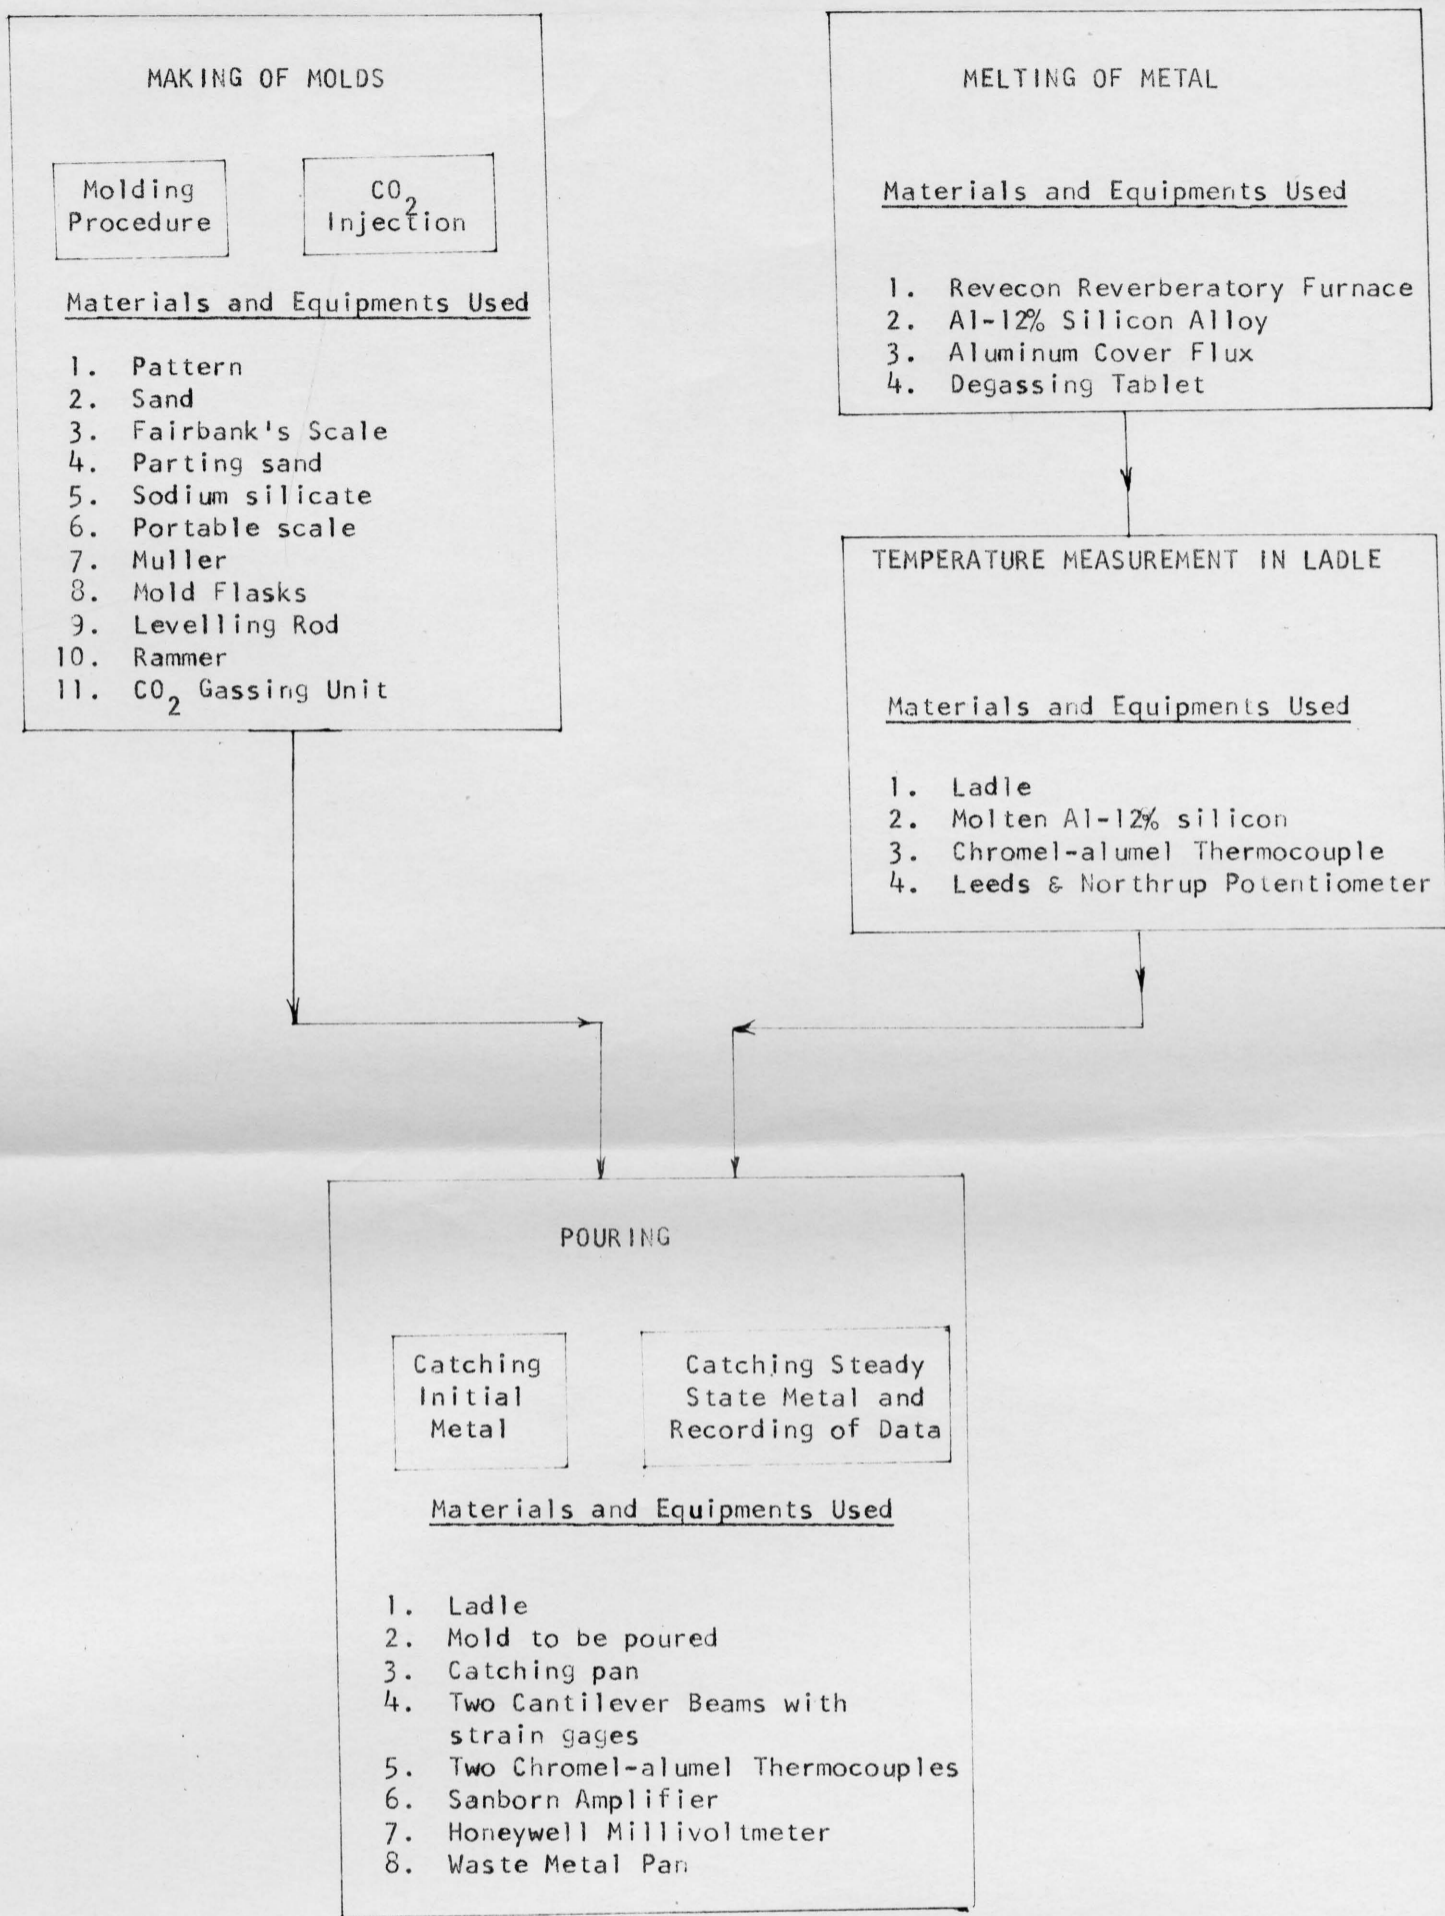 MAKING OF MOLDS
Molding
Procedure
CO2
Injection
Materials and Equipments Used
1. Pattern
2. Sand
3. Fairbank's Scale
4. Parting sand
5. Sodium silicate
6. Portable scale
7. Muller
8. Mold Flasks
9. Levelling Rod
10. Rammer
11. CO2 Gassing Unit
MELTING OF METAL
Materials and Equipments Used
1. Revecon Reverberatory Furnace
2. Al-12% Silicon Alloy
3. Aluminum Cover Flux
4. Degassing Tablet
TEMPERATURE MEASUREMENT IN LADLE
Materials and Equipments Used
1. Ladle
2. Molten Al-12% silicon
3. Chromel-alumel Thermocouple
4. Leeds & Northrup Potentiometer
POURING
Catching
Initial
Metal
Catching Steady
State Metal and
Recording of Data
Materials and Equipments Used
1. Ladle
2. Mold to be poured
3. Catching pan
4. Two Cantilever Beams with
strain gages
5. Two Chromel-alumel Thermocouples
6. Sanborn Amplifier
7. Honeywell Millivoltmeter
8. Waste Metal Pan